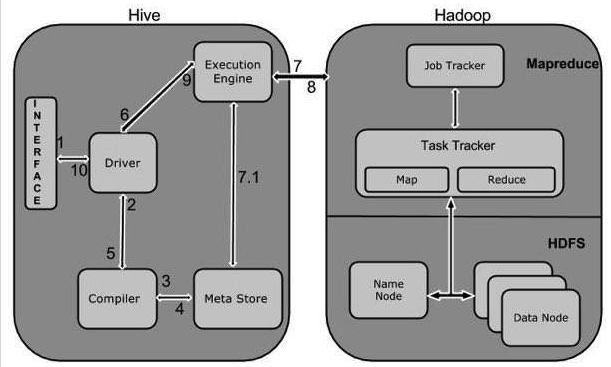 Hive
Hadoop
Execution
Engine
7
8
Job Tracker
Mapreduce
9
6
INTERFACE
1
10
Driver
Task Tracker
Map
Reduce
7.1
2
5
HDFS
Compiler
3
4
Meta Store
Name
Node
Data Node